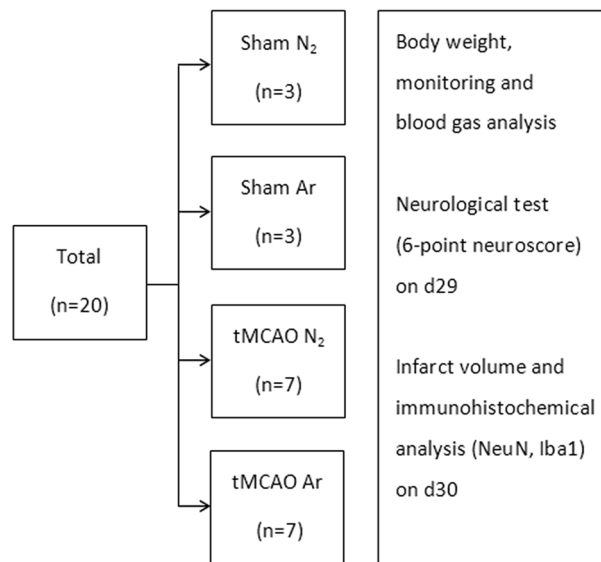 Total
(n=20)
Sham N₂
(n=3)
Sham Ar
(n=3)
tMCAO N₂
(n=7)
tMCAO Ar
(n=7)
Body weight,
monitoring and
blood gas analysis
Neurological test
(6-point neuroscore)
on d29
Infarct volume and
immunohistochemical
analysis (NeuN, Iba1)
on d30